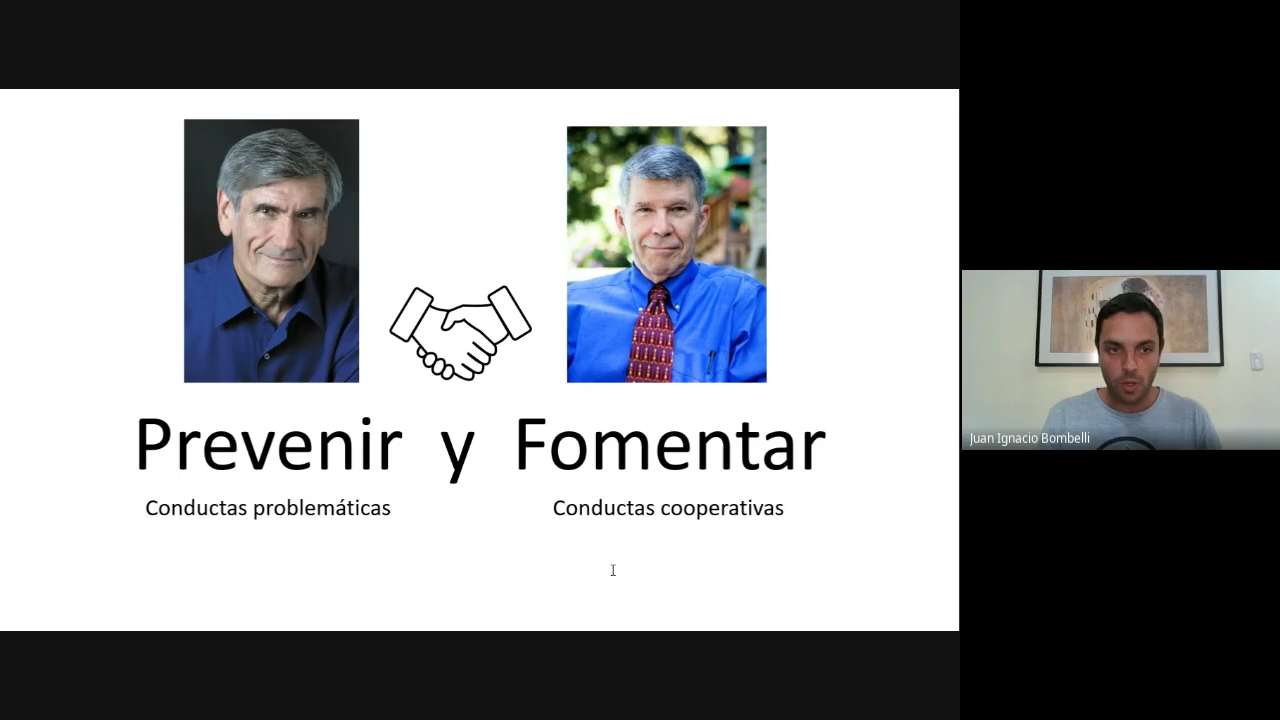 Prevenir y Fomentar
Conductas problemáticas Conductas cooperativas
Juan Ignacio Bombelli